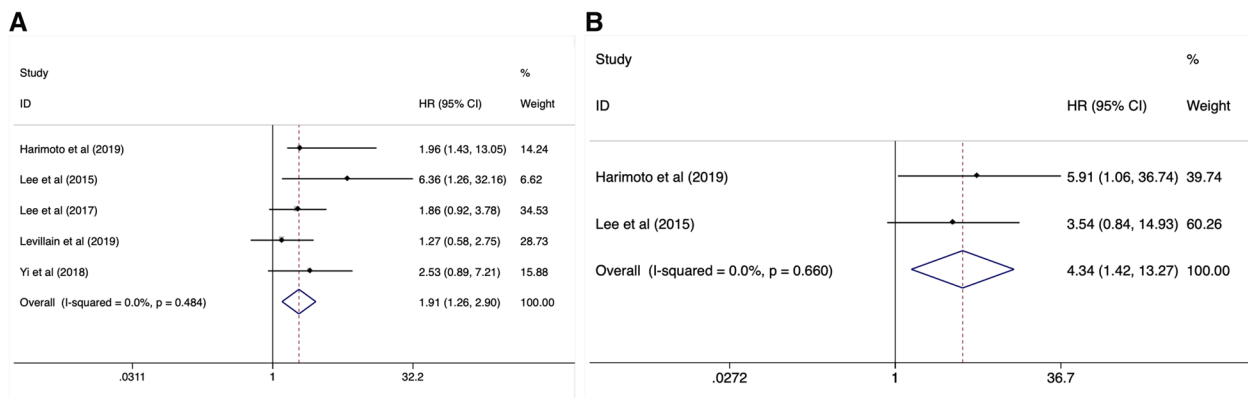 A
Study %
ID HR (95% CI) Weight
Harimoto et al (2019) 1.96 (1.43, 13.05) 14.24
Lee et al (2015) 6.36 (1.26, 32.16) 6.62
Lee et al (2017) 1.86 (0.92, 3.78) 34.53
Levillain et al (2019) 1.27 (0.58, 2.75) 28.73
Yi et al (2018) 2.53 (0.89, 7.21) 15.88
Overall (I-squared = 0.0%, p = 0.484) 1.91 (1.26, 2.90) 100.00
.0311 1 32.2
B
Study %
ID HR (95% CI) Weight
Harimoto et al (2019) 5.91 (1.06, 36.74) 39.74
Lee et al (2015) 3.54 (0.84, 14.93) 60.26
Overall (I-squared = 0.0%, p = 0.660) 4.34 (1.42, 13.27) 100.00
.0272 1 36.7